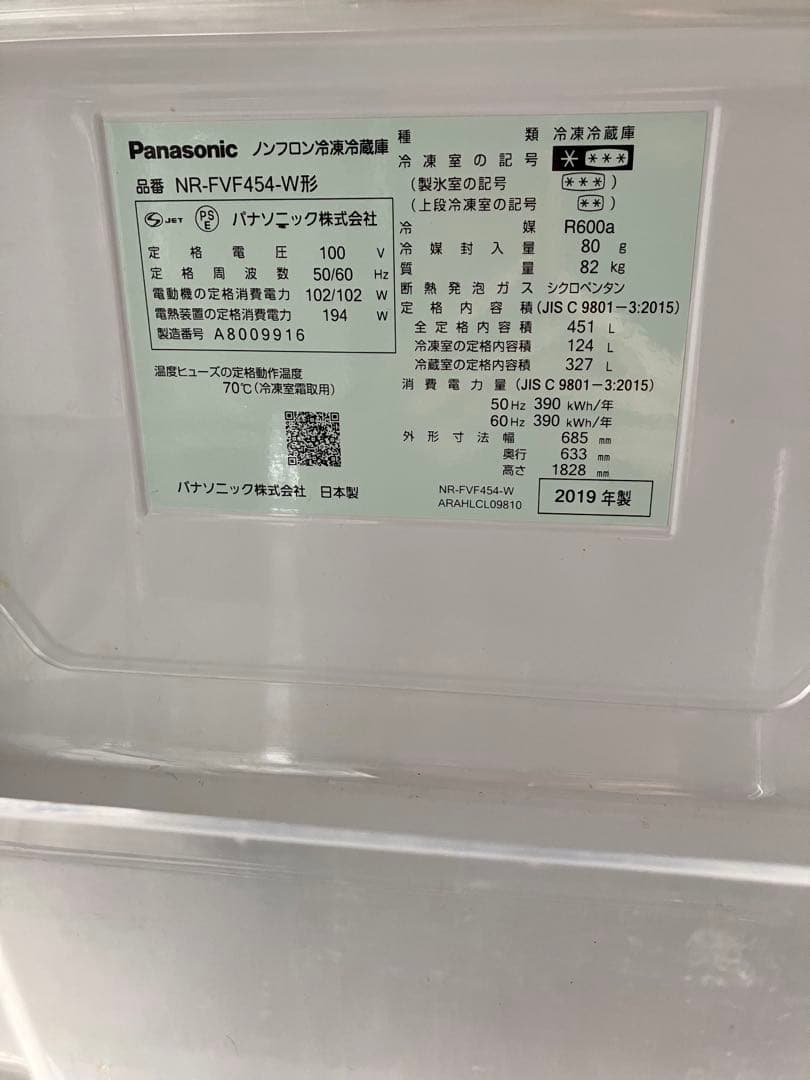 Panasonic ノンフロン冷凍冷蔵庫
品番 NR-FVF454-W形
S JET PS E パナソニック株式会社
定格電圧 100 V
定格周波数 50/60 Hz
電動機の定格消費電力 102/102 W
電熱装置の定格消費電力 194 W
製造番号 A8009916
温度ヒューズの定格動作温度
70℃(冷凍室霜取用)
パナソニック株式会社 日本製
種類 冷凍冷蔵庫
冷凍室の記号 * ***
(製氷室の記号 *** )
(上段冷凍室の記号 ** )
冷媒 R600a
冷媒封入量 80 g
質量 82 kg
断熱発泡ガス シクロペンタン
定格内容積 (JIS C 9801-3:2015)
全定格内容積 451 L
冷凍室の定格内容積 124 L
冷蔵室の定格内容積 327 L
消費電力量 (JIS C 9801-3:2015)
50Hz 390 kWh/年
60Hz 390 kWh/年
外形寸法 幅 685 mm
奥行 633 mm
高さ 1828 mm
NR-FVF454-W
ARAHLCL09810
2019 年製